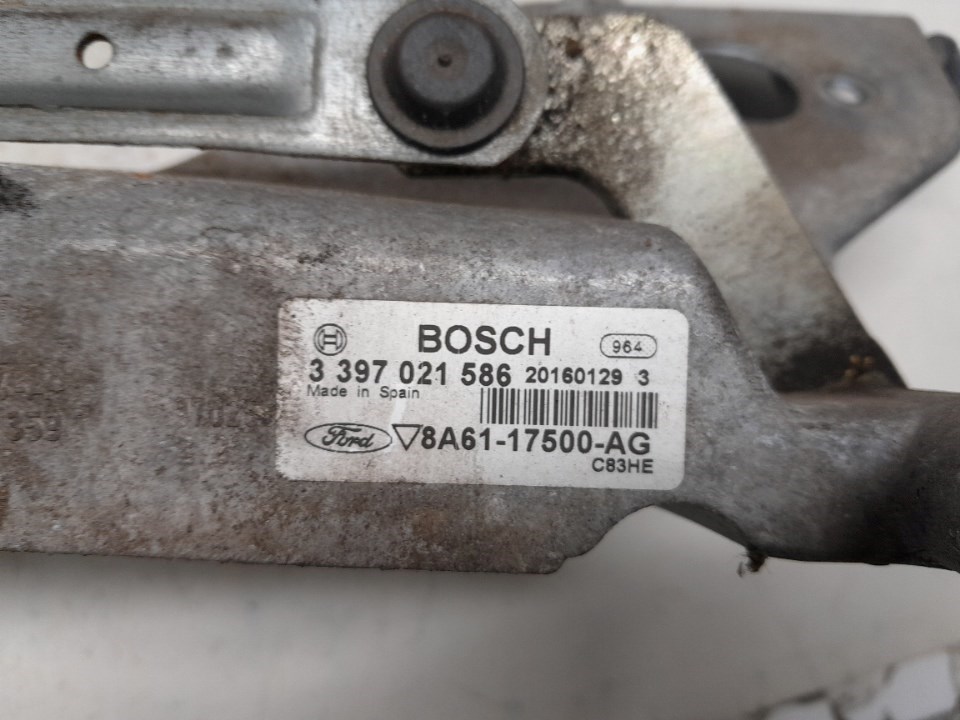 BOSCH 964
3 397 021 586 20160129 3
Made in Spain
Ford 8A61-17500-AG
C83HE